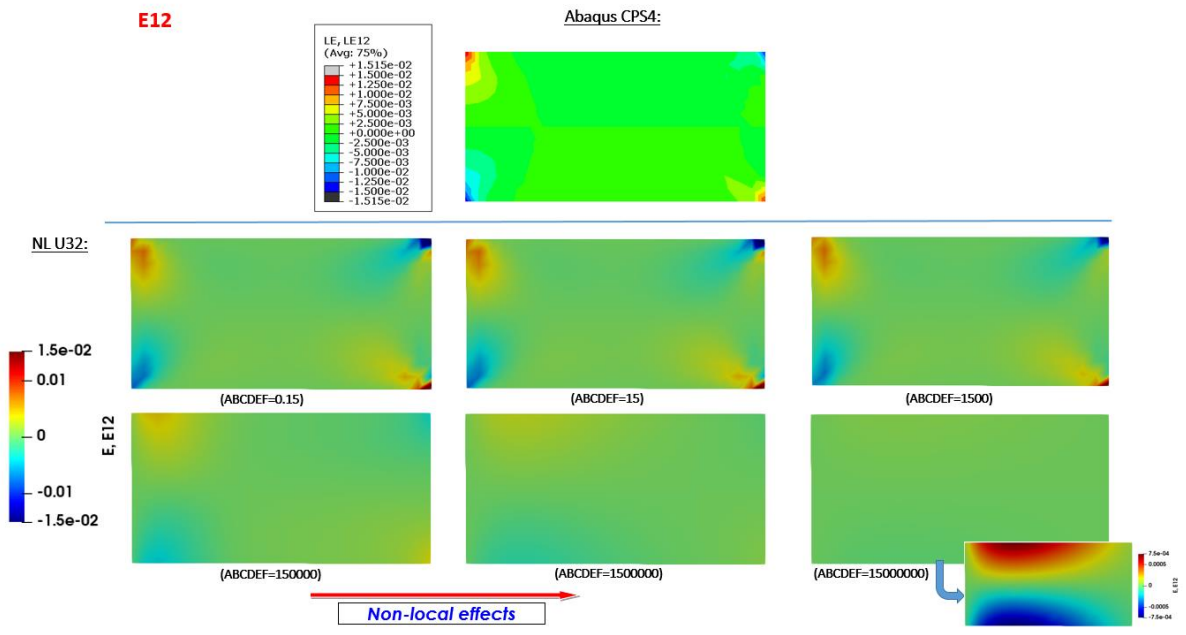 E12
Abaqus CPS4:
LE, LE12
(Avg: 75%)
+1.515e-02
+1.500e-02
+1.250e-02
+1.000e-02
+7.500e-03
+5.000e-03
+2.500e-03
+0.000e+00
-2.500e-03
-5.000e-03
-7.500e-03
-1.000e-02
-1.250e-02
-1.500e-02
-1.515e-02
NL U32:
1.5e-02
0.01
0
-0.01
-1.5e-02
E, E12
(ABCDEF=0.15)
(ABCDEF=15)
(ABCDEF=1500)
(ABCDEF=150000)
(ABCDEF=1500000)
(ABCDEF=15000000)
7.5e-04
0.0005
0
-0.0005
-7.5e-04
E, E12
Non-local effects